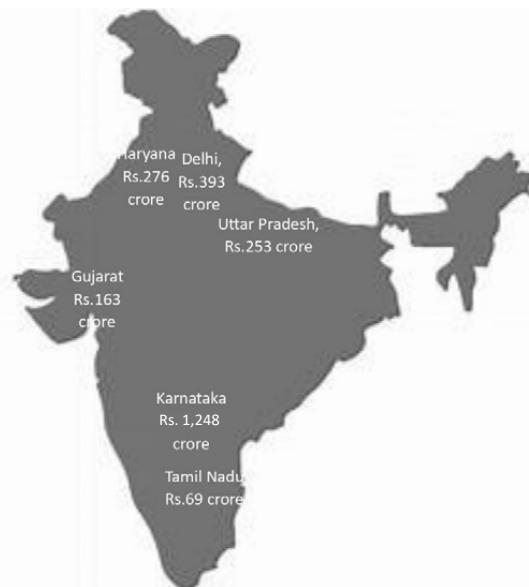 Haryana
Rs.276
crore
Delhi,
Rs.393
crore
Uttar Pradesh,
Rs.253 crore
Gujarat
Rs.163
crore
Karnataka
Rs. 1,248
crore
Tamil Nadu
Rs.69 crore